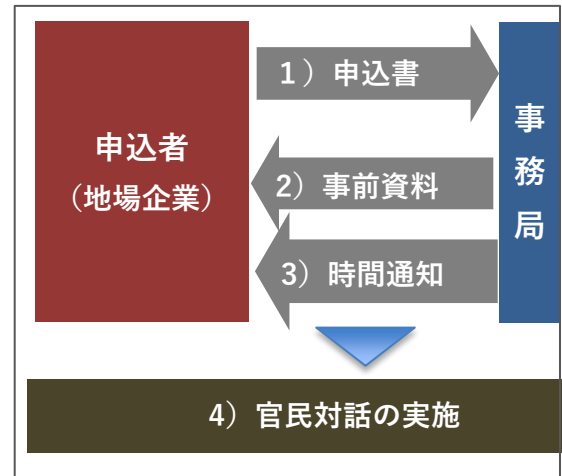 申込者
（地場企業）
1）申込書
2）事前資料
3）時間通知
事務局
4）官民対話の実施